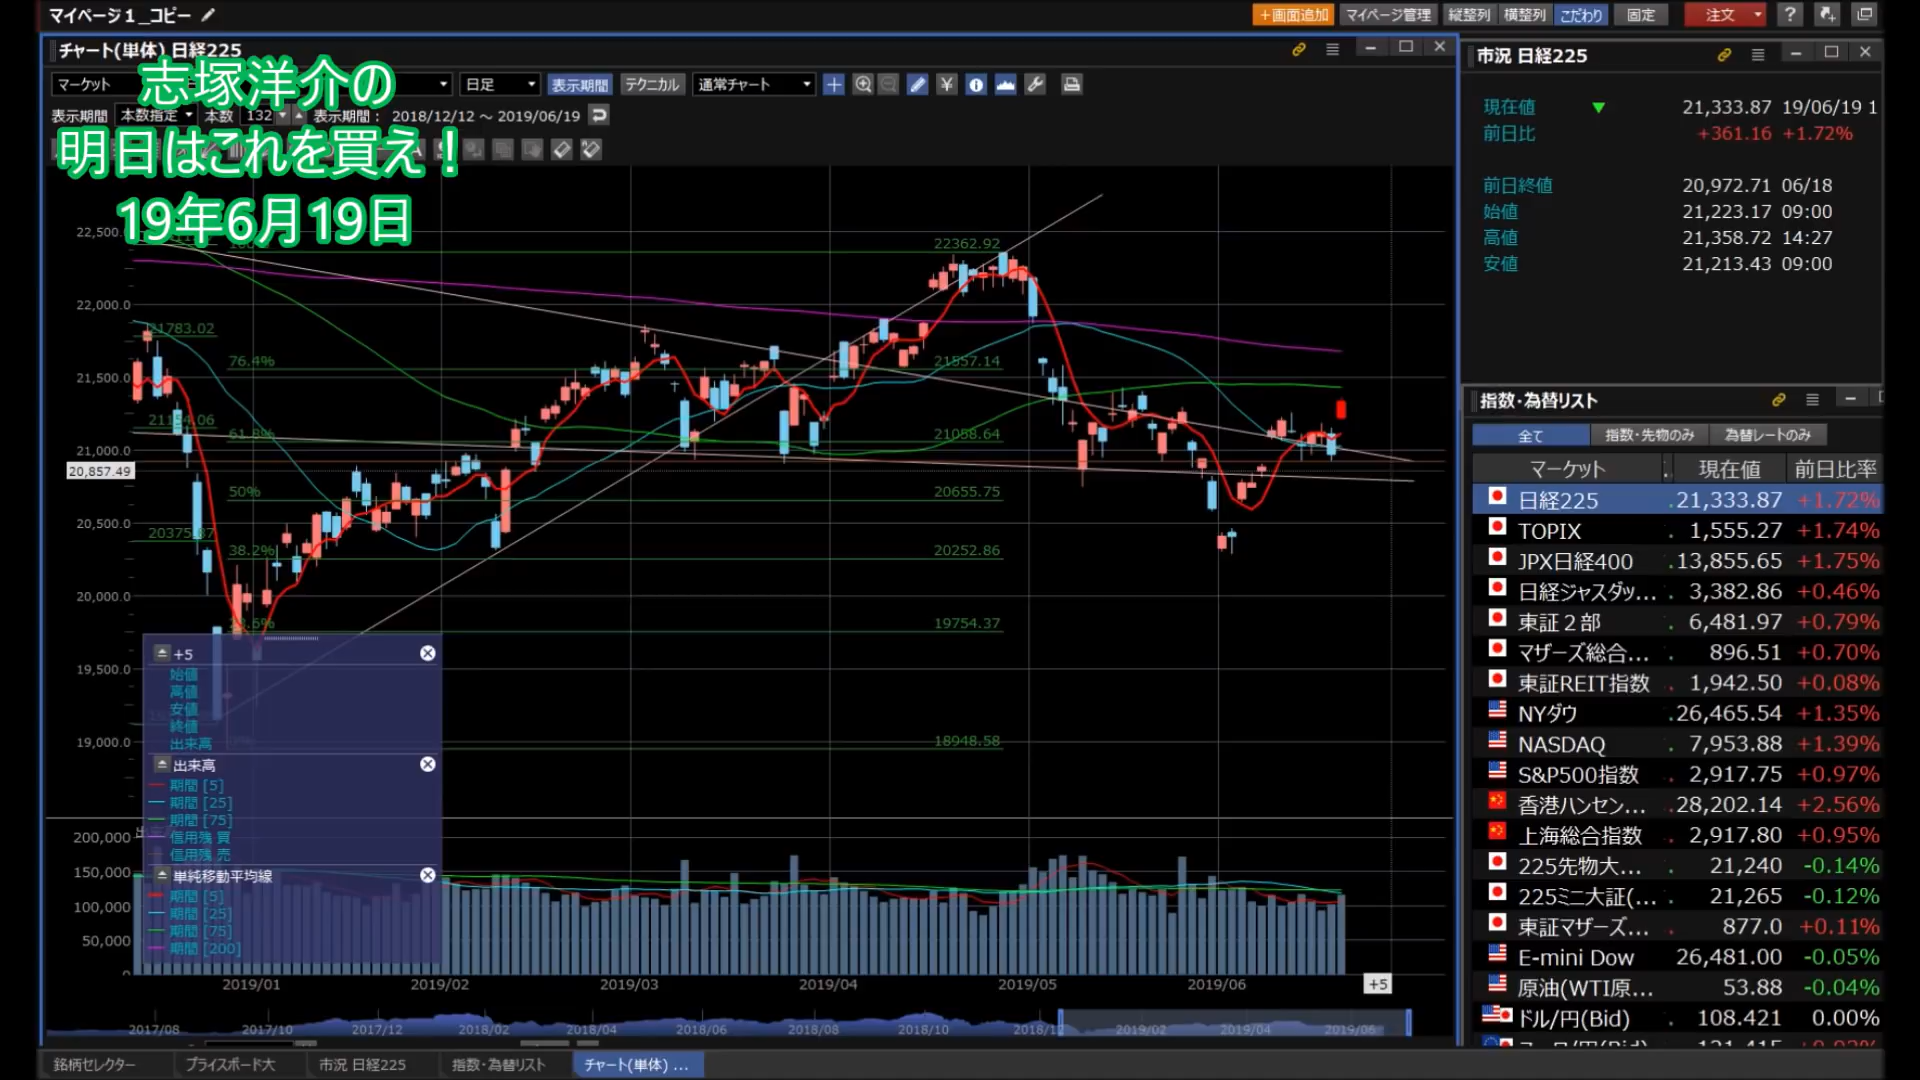 マイページ１_コピー
＋画面追加
マイページ管理
縦整列
横整列
こだわり
固定
注文
?
チャート(単体) 日経225
マーケット
日足
表示期間
テクニカル
通常チャート
¥
表示期間
本数指定
本数
132
表示期間： 2018/12/12 ～ 2019/06/19
志塚洋介の
明日はこれを買え！
19年6月19日
22,500.
22,000.0
21,500.0
21,000.0
20,857.49
20,500.0
20,000.0
19,500.0
19,000.0
22362.92
21783.02
76.4%
21557.14
21154.06
21058.64
50%
20655.75
38.2%
20252.86
19754.37
18948.58
+5
始値
高値
安値
終値
出来高
出来高
期間 [5]
期間 [25]
期間 [75]
信用残 買
信用残 売
単純移動平均線
期間 [5]
期間 [25]
期間 [75]
期間 [200]
200,000
150,000
100,000
50,000
0
2019/01
2019/02
2019/03
2019/04
2019/05
2019/06
+5
2017/08
2017/10
2017/12
2018/02
2018/04
2018/06
2018/08
2018/10
2018/12
2019/02
2019/04
2019/06
銘柄セレクター
プライスボード大
市況 日経225
指数・為替リスト
チャート(単体) ...
市況 日経225
現在値 ▼ 21,333.87 19/06/19 1
前日比 +361.16 +1.72%
前日終値 20,972.71 06/18
始値 21,223.17 09:00
高値 21,358.72 14:27
安値 21,213.43 09:00
指数・為替リスト
全て
指数・先物のみ
為替レートのみ
マーケット 現在値 前日比率
日経225 21,333.87 +1.72%
TOPIX 1,555.27 +1.74%
JPX日経400 13,855.65 +1.75%
日経ジャスダッ... 3,382.86 +0.46%
東証２部 6,481.97 +0.79%
マザーズ総合... 896.51 +0.70%
東証REIT指数 1,942.50 +0.08%
NYダウ 26,465.54 +1.35%
NASDAQ 7,953.88 +1.39%
S&P500指数 2,917.75 +0.97%
香港ハンセン... 28,202.14 +2.56%
上海総合指数 2,917.80 +0.95%
225先物大... 21,240 -0.14%
225ミニ大証(... 21,265 -0.12%
東証マザーズ... 877.0 +0.11%
E-mini Dow 26,481.00 -0.05%
原油(WTI原... 53.88 -0.04%
ドル/円(Bid) 108.421 0.00%